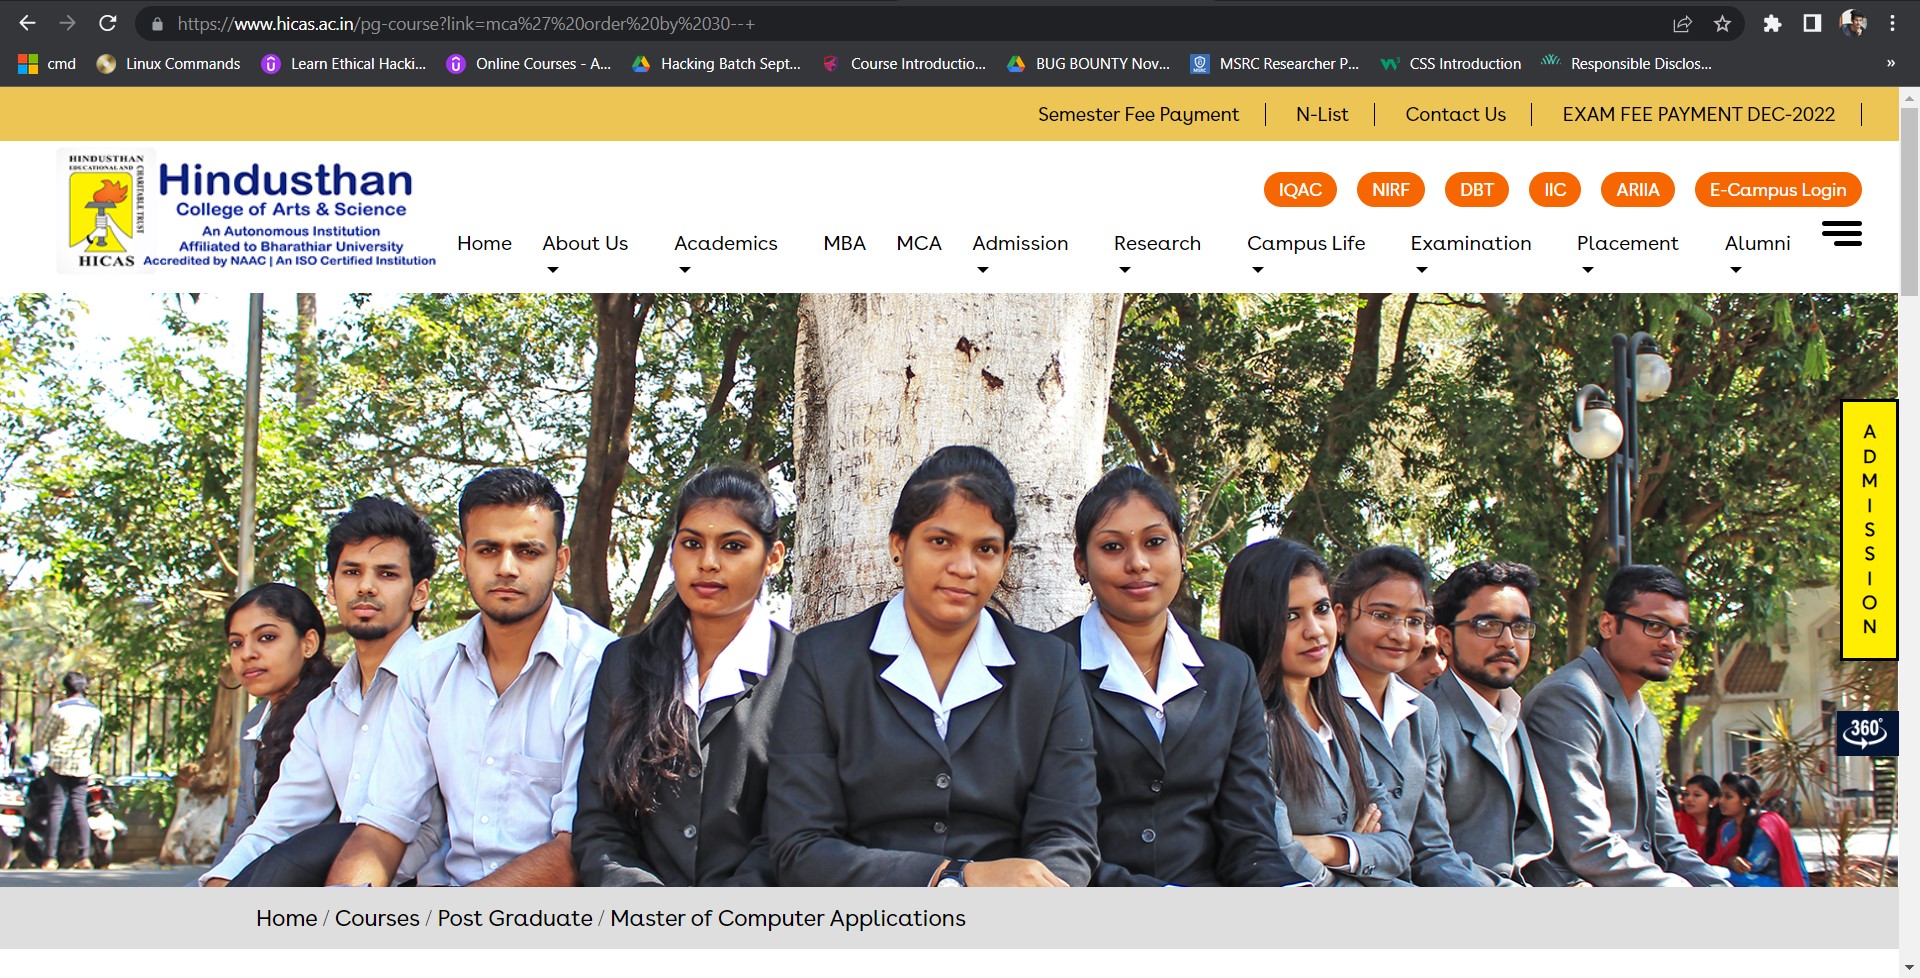 https://www.hicas.ac.in/pg-course?link=mca%27%20order%20by%2030--+
cmd
Linux Commands
Learn Ethical Hacki...
Online Courses - A...
Hacking Batch Sept...
Course Introductio...
BUG BOUNTY Nov...
MSRC Researcher P...
CSS Introduction
Responsible Disclos...
»
Semester Fee Payment
N-List
Contact Us
EXAM FEE PAYMENT DEC-2022
HINDUSTHAN
EDUCATIONAL AND
CHARITABLE TRUST
HICAS
Hindusthan
College of Arts & Science
An Autonomous Institution
Affiliated to Bharathiar University
Accredited by NAAC | An ISO Certified Institution
IQAC
NIRF
DBT
IIC
ARIIA
E-Campus Login
Home
About Us
Academics
MBA
MCA
Admission
Research
Campus Life
Examination
Placement
Alumni
ADMISSION
360°
Home / Courses / Post Graduate / Master of Computer Applications